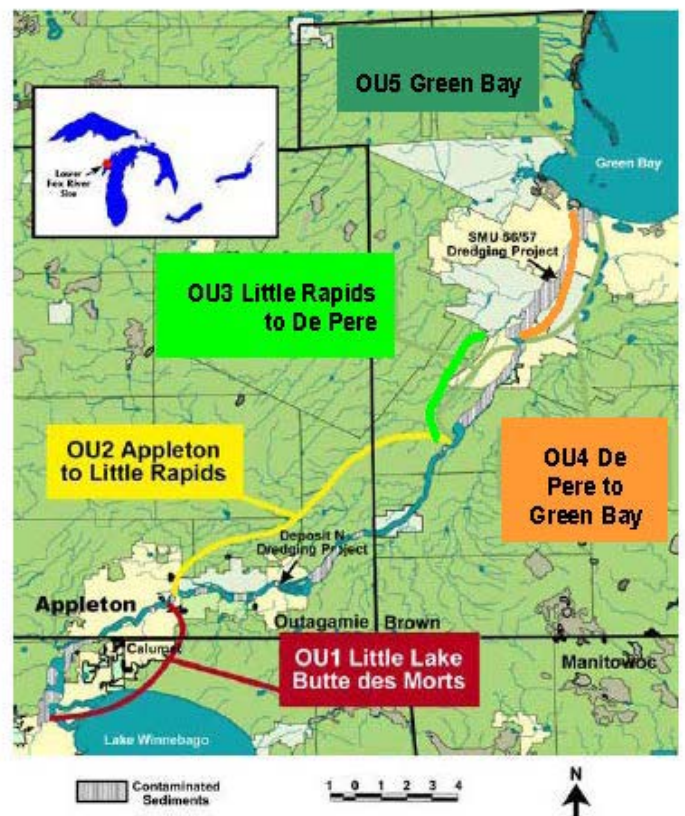 OU5 Green Bay
Green Bay
Lower
Fox River
Site
SMU 56/57
Dredging Project
OU3 Little Rapids
to De Pere
OU2 Appleton
to Little Rapids
OU4 De
Pere to
Green Bay
Deposit N
Dredging Project
Appleton
Outagamie
Brown
Calumet
OU1 Little Lake
Butte des Morts
Manitowoc
Lake Winnebago
Contaminated
Sediments
1 0 1 2 3 4
N